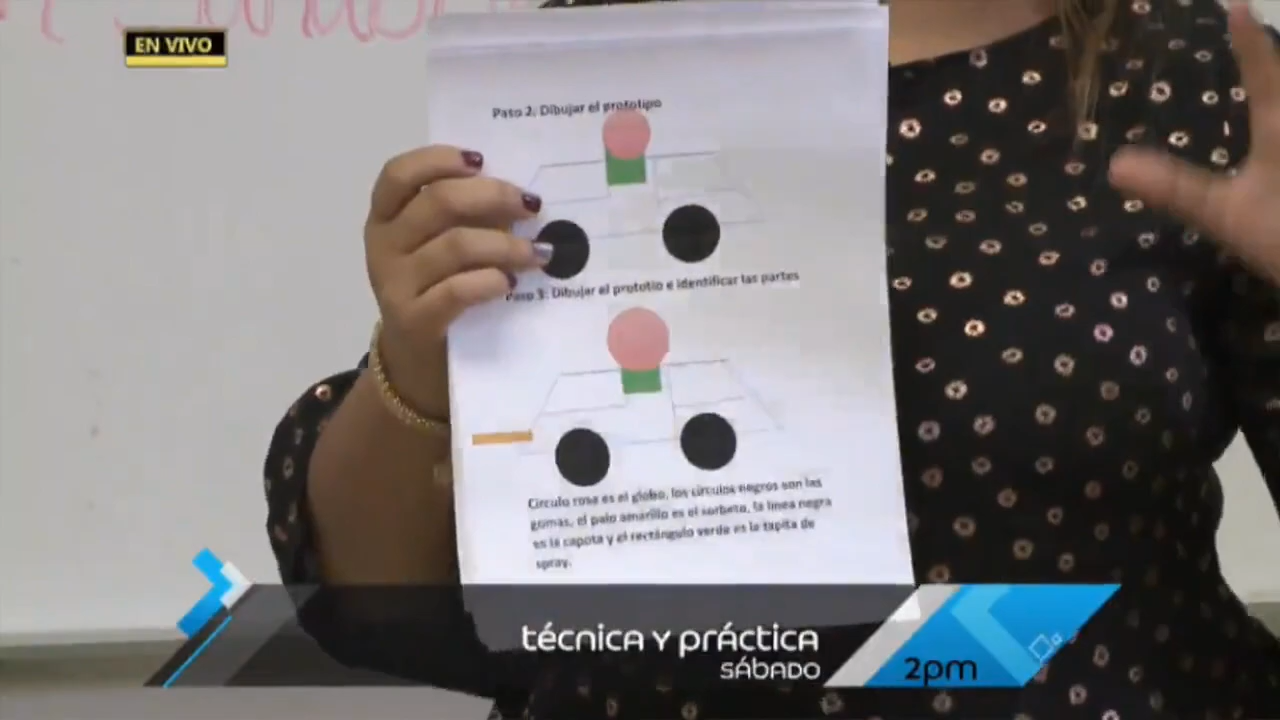 EN VIVO
Paso 2. Dibujar el prototipo
Paso 3. Dibujar el prototio e identificar las partes
Circulo rosa es el globo, los circulos negros son las
gomas, el palo amarillo es el sorbeto, la linea negra
es la capota y el rectángulo verde es la tapita de
spray.
técnica y práctica
SÁBADO
2pm